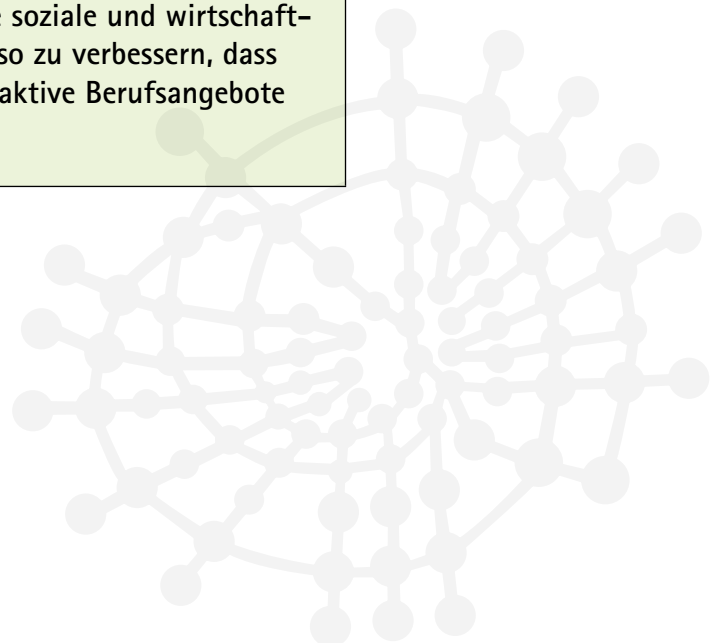 soziale und wirtschaft-
so zu verbessern, dass
aktive Berufsangebote